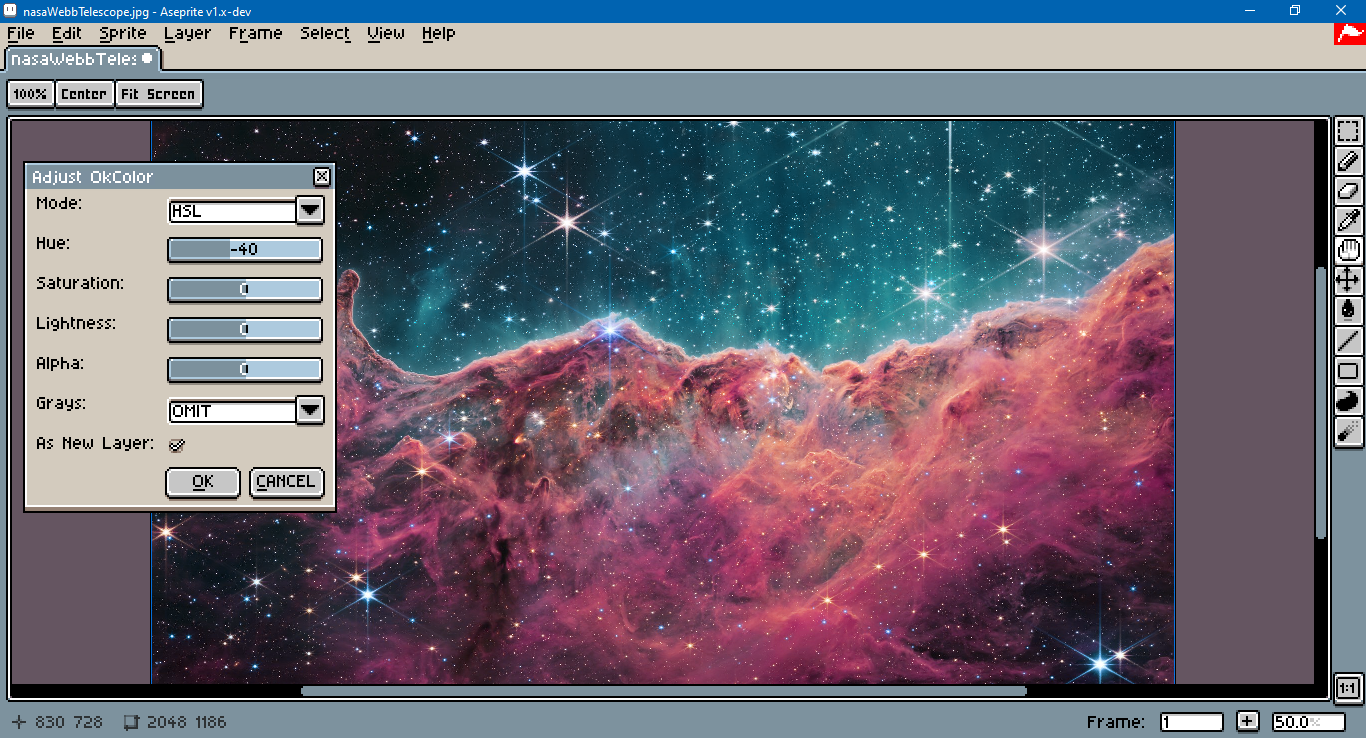 nasaWebbTelescope.jpg - Aseprite v1.x-dev
File Edit Sprite Layer Frame Select View Help
nasaWebbTeles
100% Center Fit Screen
Adjust OkColor
Mode: HSL
Hue: -40
Saturation: 0
Lightness: 0
Alpha: 0
Grays: OMIT
As New Layer:
OK CANCEL
1:1
830 728 2048 1186
Frame: 1 + 50.0%